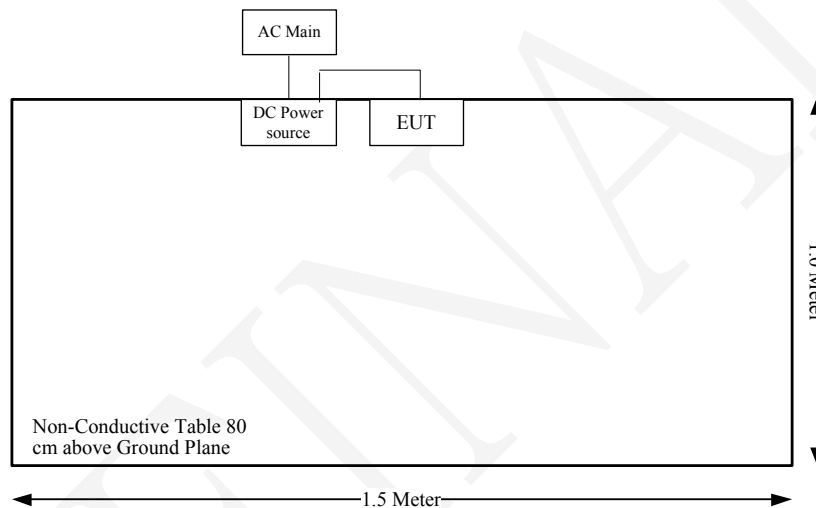 AC Main
DC Power
source
EUT
1.0 Meter
Non-Conductive Table 80
cm above Ground Plane
1.5 Meter